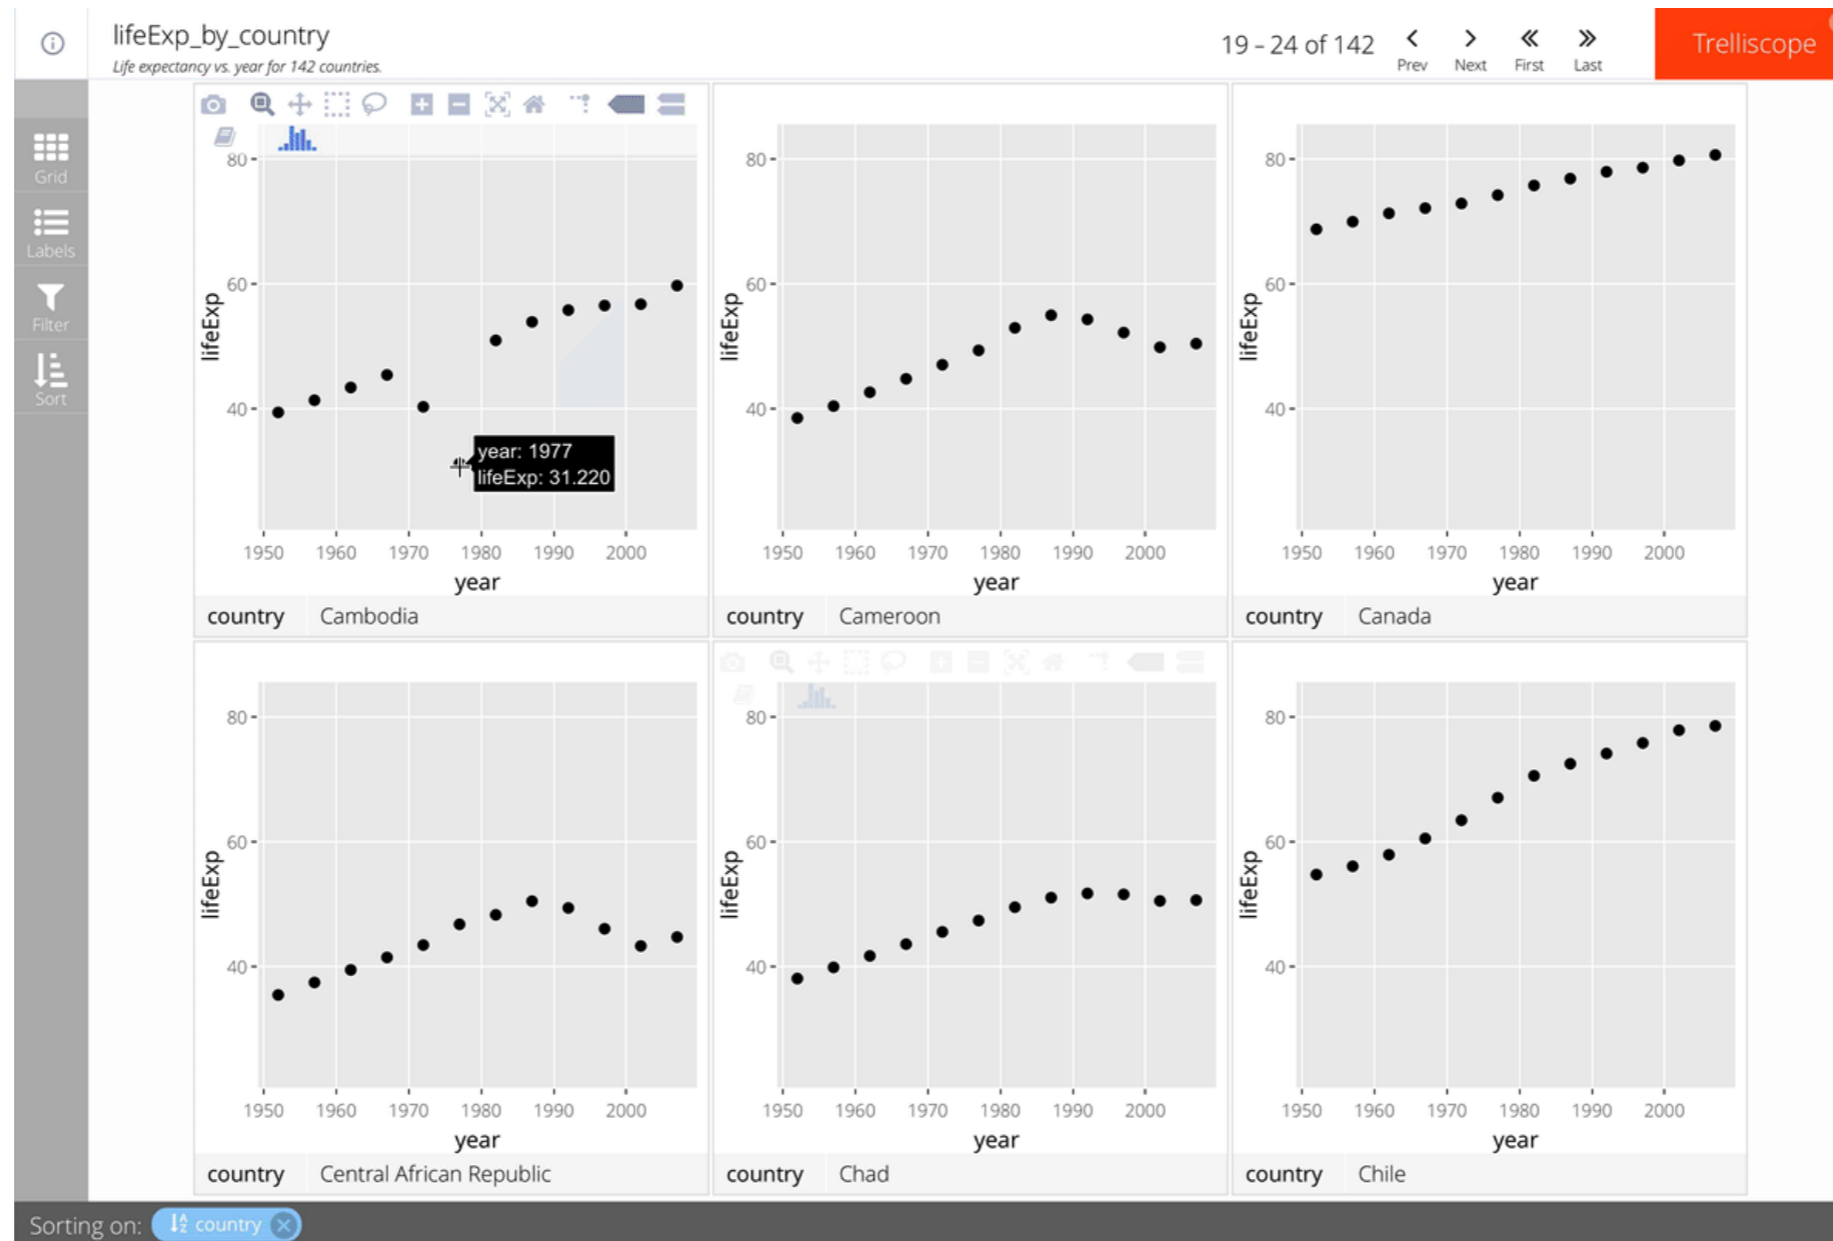 lifeExp_by_country
Life expectancy vs. year for 142 countries.
19 - 24 of 142
Prev
Next
First
Last
Trelliscope
Grid
Labels
Filter
Sort
80
60
40
lifeExp
year: 1977
lifeExp: 31.220
1950 1960 1970 1980 1990 2000
year
country Cambodia
80
60
40
lifeExp
1950 1960 1970 1980 1990 2000
year
country Cameroon
80
60
40
lifeExp
1950 1960 1970 1980 1990 2000
year
country Canada
80
60
40
lifeExp
1950 1960 1970 1980 1990 2000
year
country Central African Republic
80
60
40
lifeExp
1950 1960 1970 1980 1990 2000
year
country Chad
80
60
40
lifeExp
1950 1960 1970 1980 1990 2000
year
country Chile
Sorting on: country